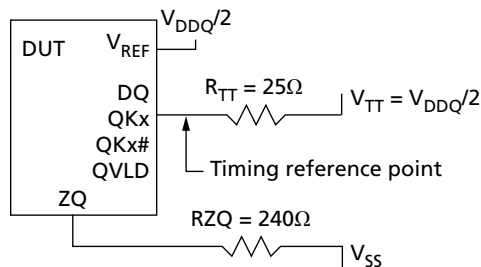 V_DDQ/2
DUT
V_REF
DQ
R_TT = 25Ω
V_TT = V_DDQ/2
QKx
QKx#
QVLD
Timing reference point
ZQ
RZQ = 240Ω
V_SS